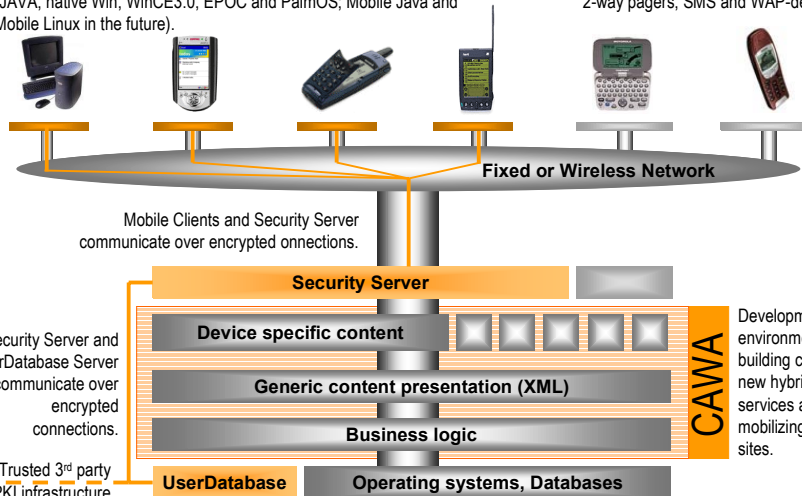 JAVA, native Win, WinCE3.0, EPOC and PalmOS, Mobile Java and
Mobile Linux in the future).
2-way pagers, SMS and WAP-de
Fixed or Wireless Network
Mobile Clients and Security Server
communicate over encrypted onnections.
Security Server
Device specific content
Generic content presentation (XML)
Business logic
CAWA
Developm
environme
building c
new hybri
services a
mobilizing
sites.
ecurity Server and
rDatabase Server
communicate over
encrypted
connections.
Trusted 3rd party
PKI infrastructure
UserDatabase
Operating systems, Databases